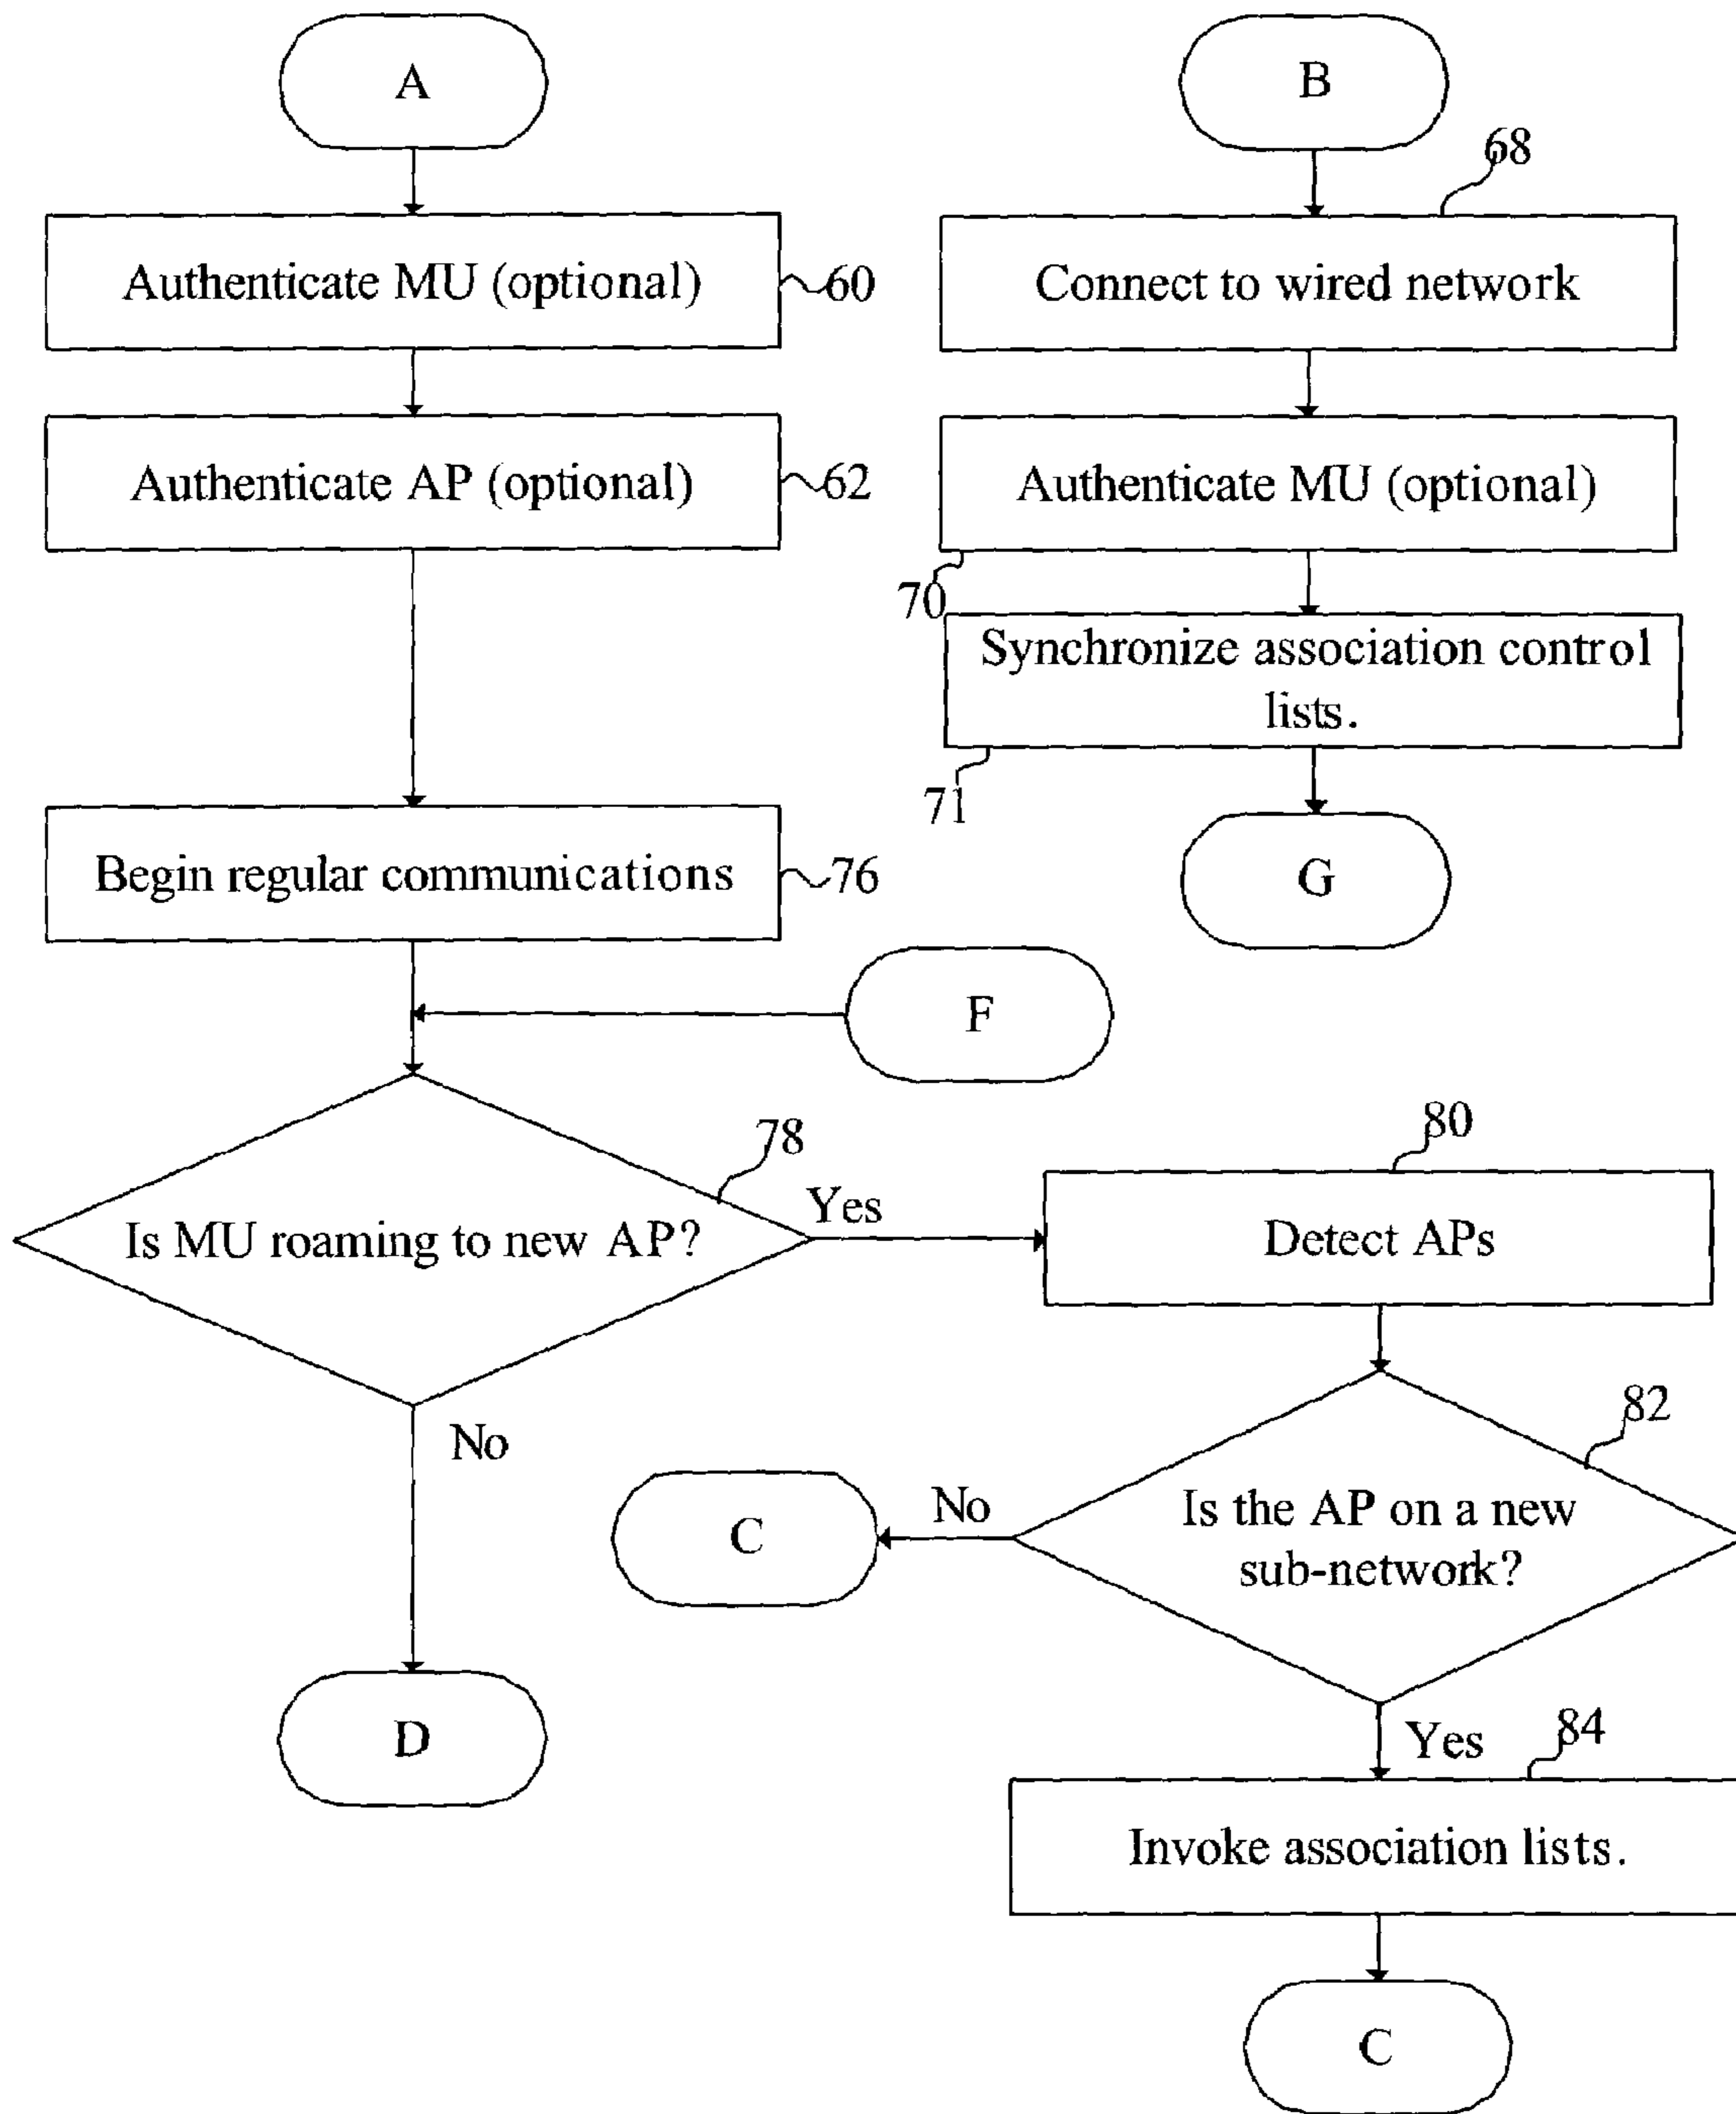 A
Authenticate MU (optional)
60
Authenticate AP (optional)
62
Begin regular communications
76
B
68
Connect to wired network
Authenticate MU (optional)
70
Synchronize association control
lists.
71
G
F
Is MU roaming to new AP?
78
Yes
No
D
80
Detect APs
82
Is the AP on a new
sub-network?
No
C
Yes
84
Invoke association lists.
C